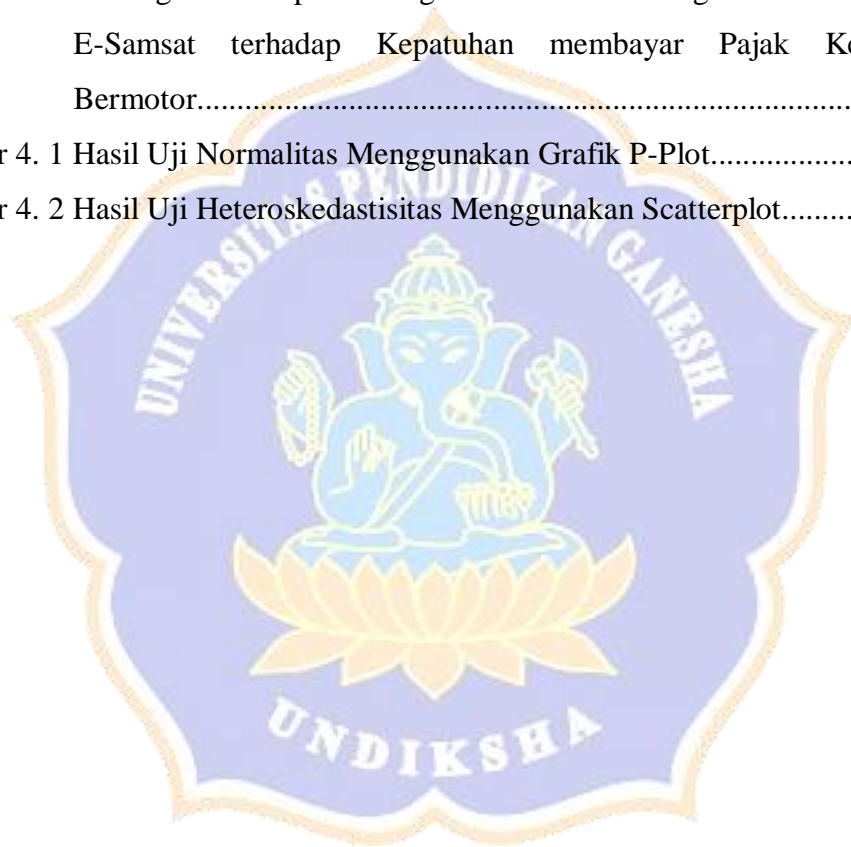 E-Samsat terhadap Kepatuhan membayar Pajak Ke
Bermotor
r 4. 1 Hasil Uji Normalitas Menggunakan Grafik P-Plot
r 4. 2 Hasil Uji Heteroskedastisitas Menggunakan Scatterplot
UNIVERSITAS PENDIDIKAN GANESHA
UNDIKSHA